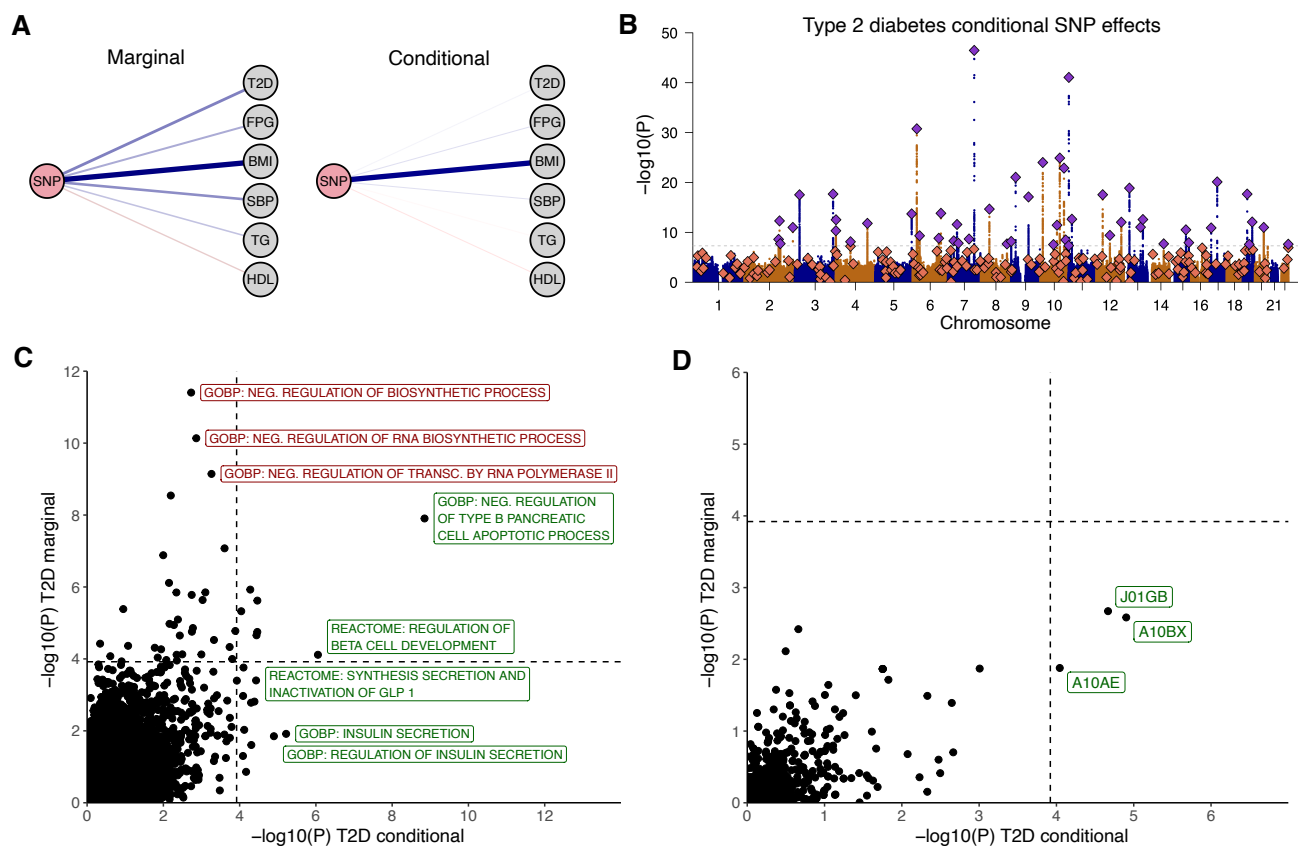 A
Marginal
Conditional
SNP
T2D
FPG
BMI
SBP
TG
HDL
SNP
T2D
FPG
BMI
SBP
TG
HDL
B
Type 2 diabetes conditional SNP effects
−log10(P)
50
40
30
20
10
0
1 2 3 4 5 6 7 8 9 10 11 12 14 16 18 21
Chromosome
C
−log10(P) T2D marginal
12
10
8
6
4
2
0
GOBP: NEG. REGULATION OF BIOSYNTHETIC PROCESS
GOBP: NEG. REGULATION OF RNA BIOSYNTHETIC PROCESS
GOBP: NEG. REGULATION OF TRANSC. BY RNA POLYMERASE II
GOBP: NEG. REGULATION
OF TYPE B PANCREATIC
CELL APOPTOTIC PROCESS
REACTOME: REGULATION OF
BETA CELL DEVELOPMENT
REACTOME: SYNTHESIS SECRETION AND
INACTIVATION OF GLP 1
GOBP: INSULIN SECRETION
GOBP: REGULATION OF INSULIN SECRETION
0 2 4 6 8 10 12
−log10(P) T2D conditional
D
−log10(P) T2D marginal
6
5
4
3
2
1
0
J01GB
A10BX
A10AE
0 1 2 3 4 5 6
−log10(P) T2D conditional